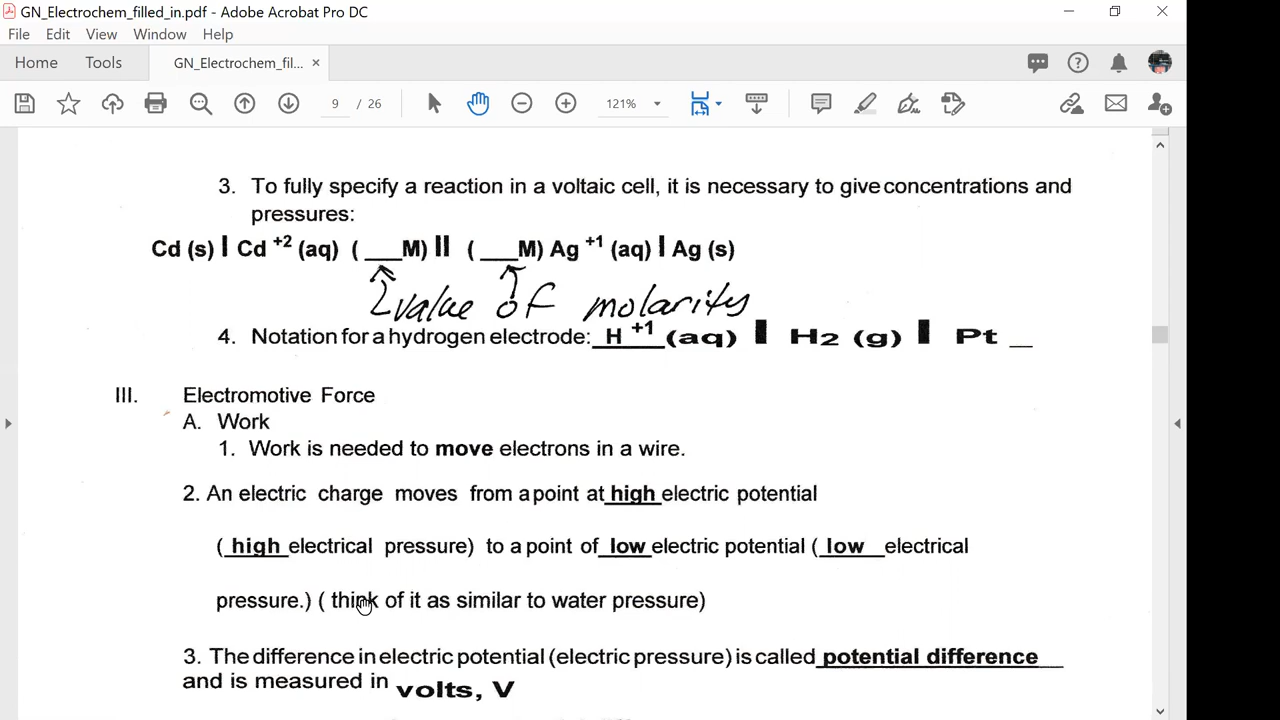 GN_Electrochem_filled_in.pdf - Adobe Acrobat Pro DC
File Edit View Window Help
Home Tools GN_Electrochem_fil... ×
9 / 26 121%
3. To fully specify a reaction in a voltaic cell, it is necessary to give concentrations and
pressures:
Cd (s) | Cd +2 (aq) ( ___M) || ( ___M) Ag +1 (aq) | Ag (s)
value of molarity
4. Notation for a hydrogen electrode: H +1 (aq) | H2 (g) | Pt __
III. Electromotive Force
A. Work
1. Work is needed to move electrons in a wire.
2. An electric charge moves from a point at high electric potential
( high electrical pressure) to a point of low electric potential ( low electrical
pressure.) ( think of it as similar to water pressure)
3. The difference in electric potential (electric pressure) is called potential difference
and is measured in volts, V